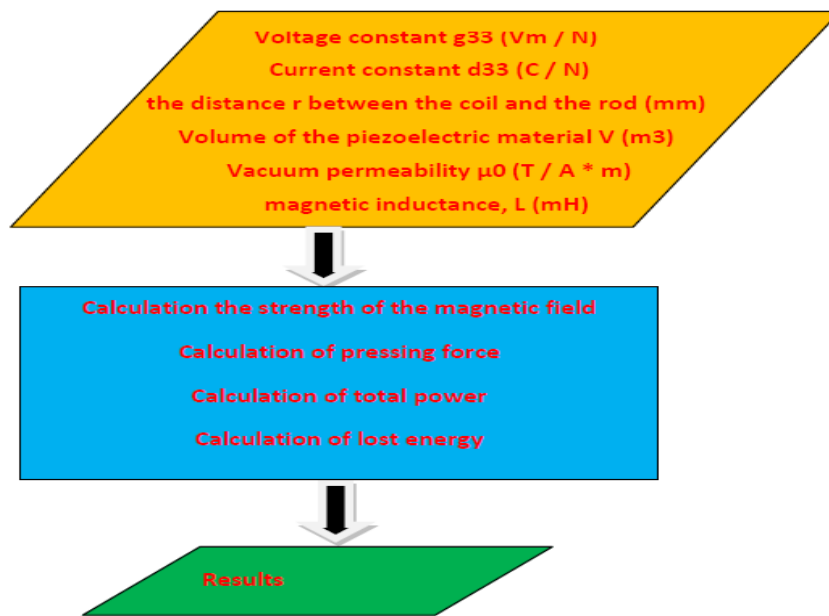 Voltage constant g33 (Vm / N)
Current constant d33 (C / N)
the distance r between the coil and the rod (mm)
Volume of the piezoelectric material V (m3)
Vacuum permeability μ0 (T / A * m)
magnetic inductance, L (mH)
Calculation the strength of the magnetic field
Calculation of pressing force
Calculation of total power
Calculation of lost energy
Results